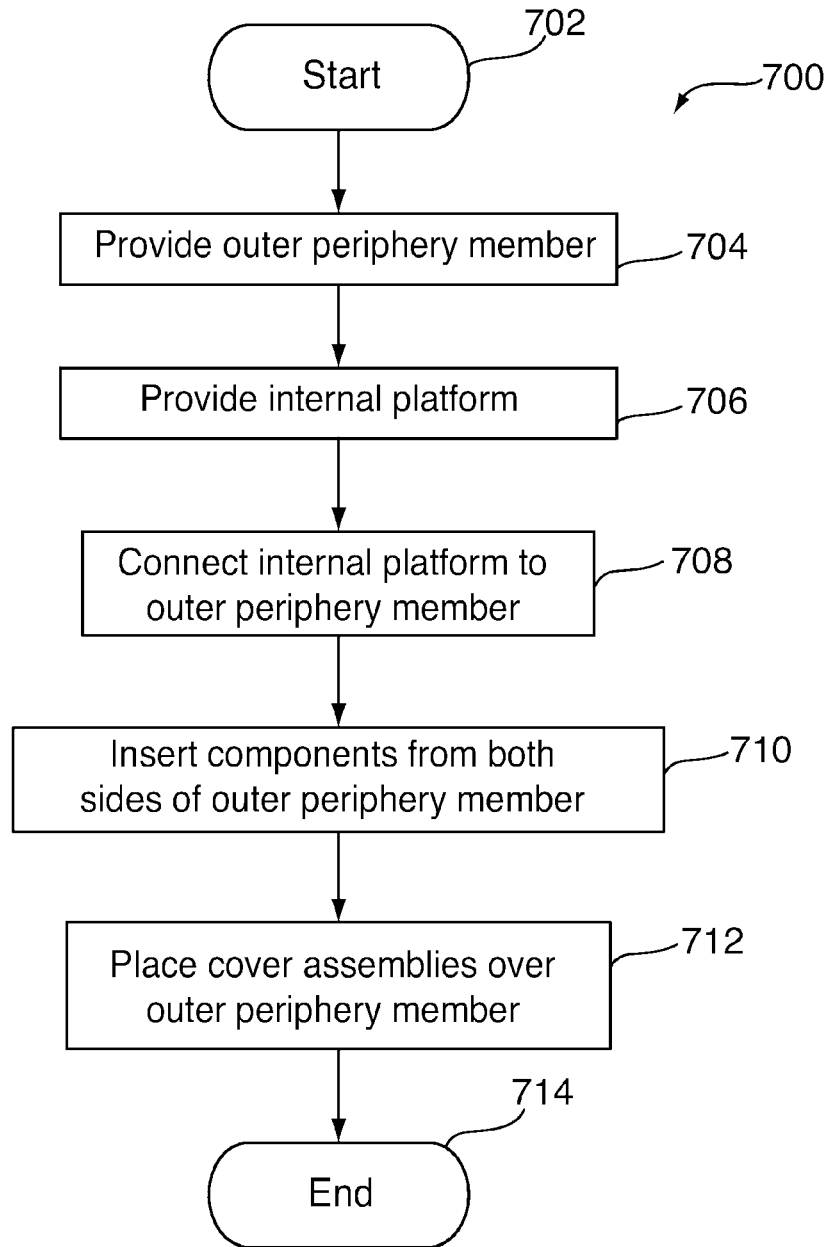 702
Start
700
Provide outer periphery member
704
Provide internal platform
706
Connect internal platform to
outer periphery member
708
Insert components from both
sides of outer periphery member
710
Place cover assemblies over
outer periphery member
712
714
End